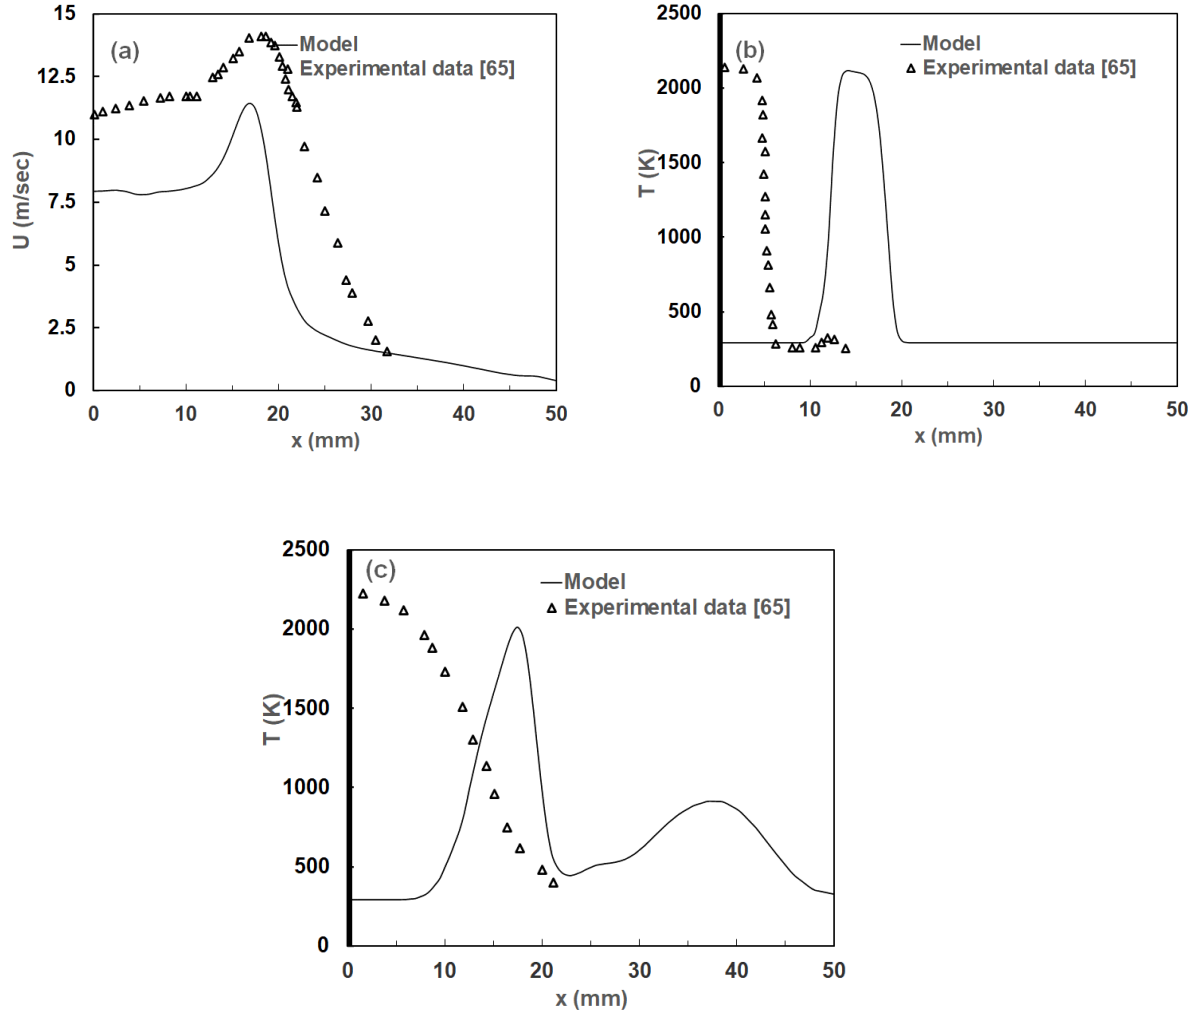 15
12.5
10
7.5
5
2.5
0
U (m/sec)
(a)
Model
Experimental data [65]
0 10 20 30 40 50
x (mm)
2500
2000
1500
1000
500
0
T (K)
(b)
Model
Experimental data [65]
0 10 20 30 40 50
x (mm)
2500
2000
1500
1000
500
0
T (K)
(c)
Model
Experimental data [65]
0 10 20 30 40 50
x (mm)